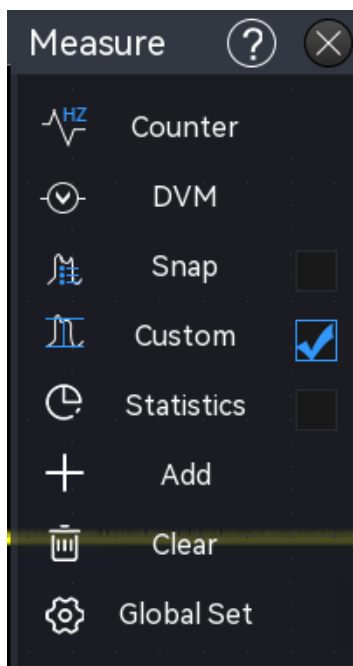 Measure ?
HZ Counter
DVM
Snap
Custom
Statistics
Add
Clear
Global Set